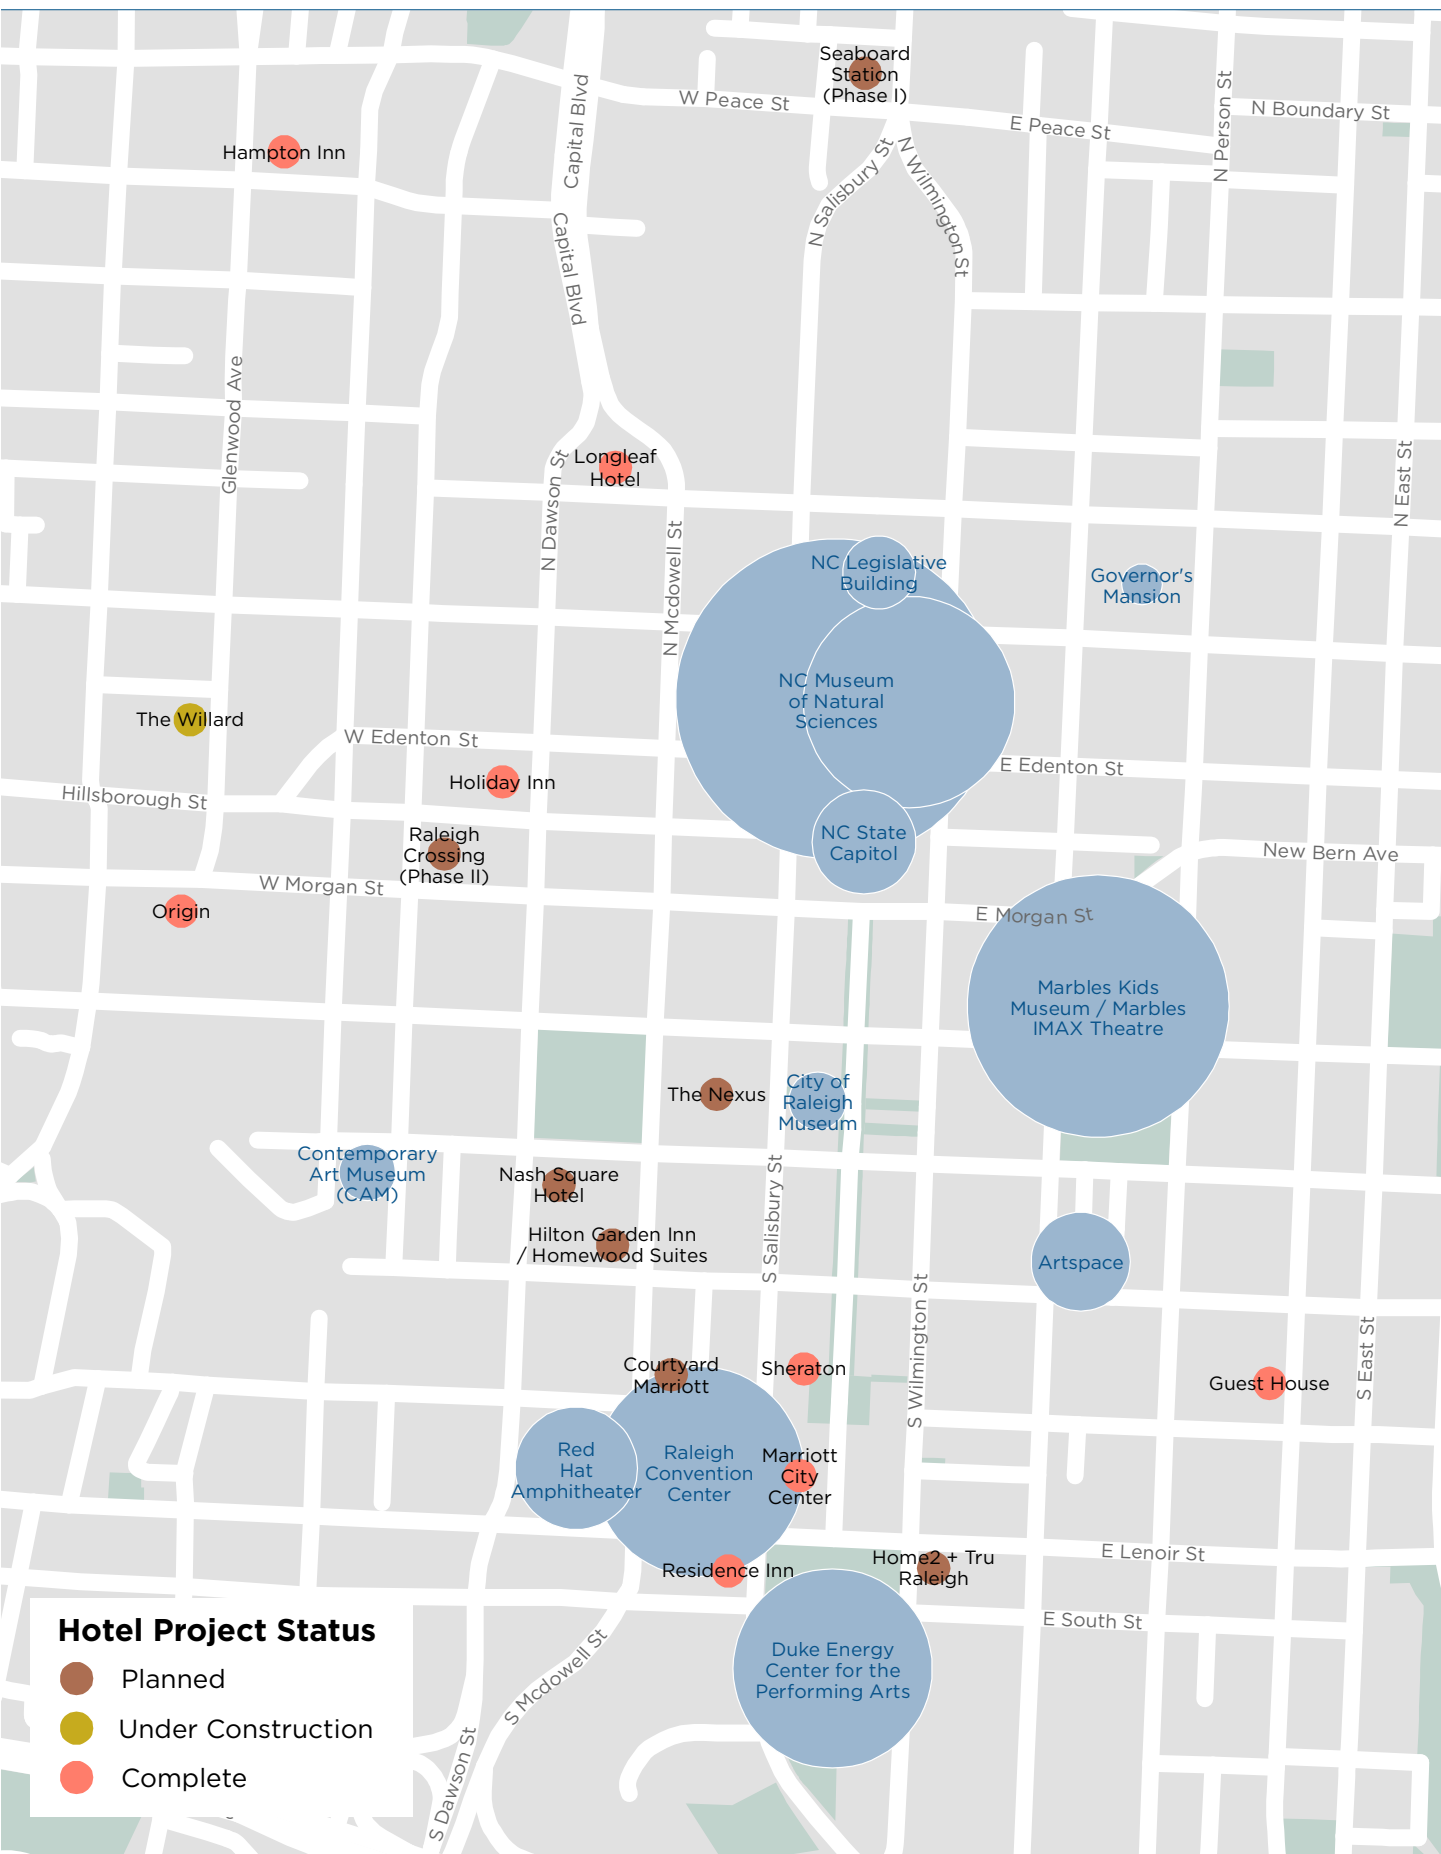 Seaboard
Station
(Phase I)
W Peace St
E Peace St
N Boundary St
N Person St
Capital Blvd
Hampton Inn
N Salisbury St
N Wilmington St
Capital Blvd
Glenwood Ave
Longleaf
Hotel
N Dawson St
N Mcdowell St
N East St
NC Legislative
Building
Governor's
Mansion
NC Museum
of Natural
Sciences
The Willard
W Edenton St
E Edenton St
Holiday Inn
Hillsborough St
Raleigh
Crossing
(Phase II)
NC State
Capitol
New Bern Ave
W Morgan St
Origin
E Morgan St
Marbles Kids
Museum / Marbles
IMAX Theatre
The Nexus
City of
Raleigh
Museum
Contemporary
Art Museum
(CAM)
Nash Square
Hotel
S Salisbury St
Hilton Garden Inn
/ Homewood Suites
Artspace
S Wilmington St
S East St
Courtyard
Marriott
Sheraton
Guest House
Red
Hat
Amphitheater
Raleigh
Convention
Center
Marriott
City
Center
E Lenoir St
Residence Inn
Home2 + Tru
Raleigh
E South St
Duke Energy
Center for the
Performing Arts
S Mcdowell St
S Dawson St
Hotel Project Status
Planned
Under Construction
Complete